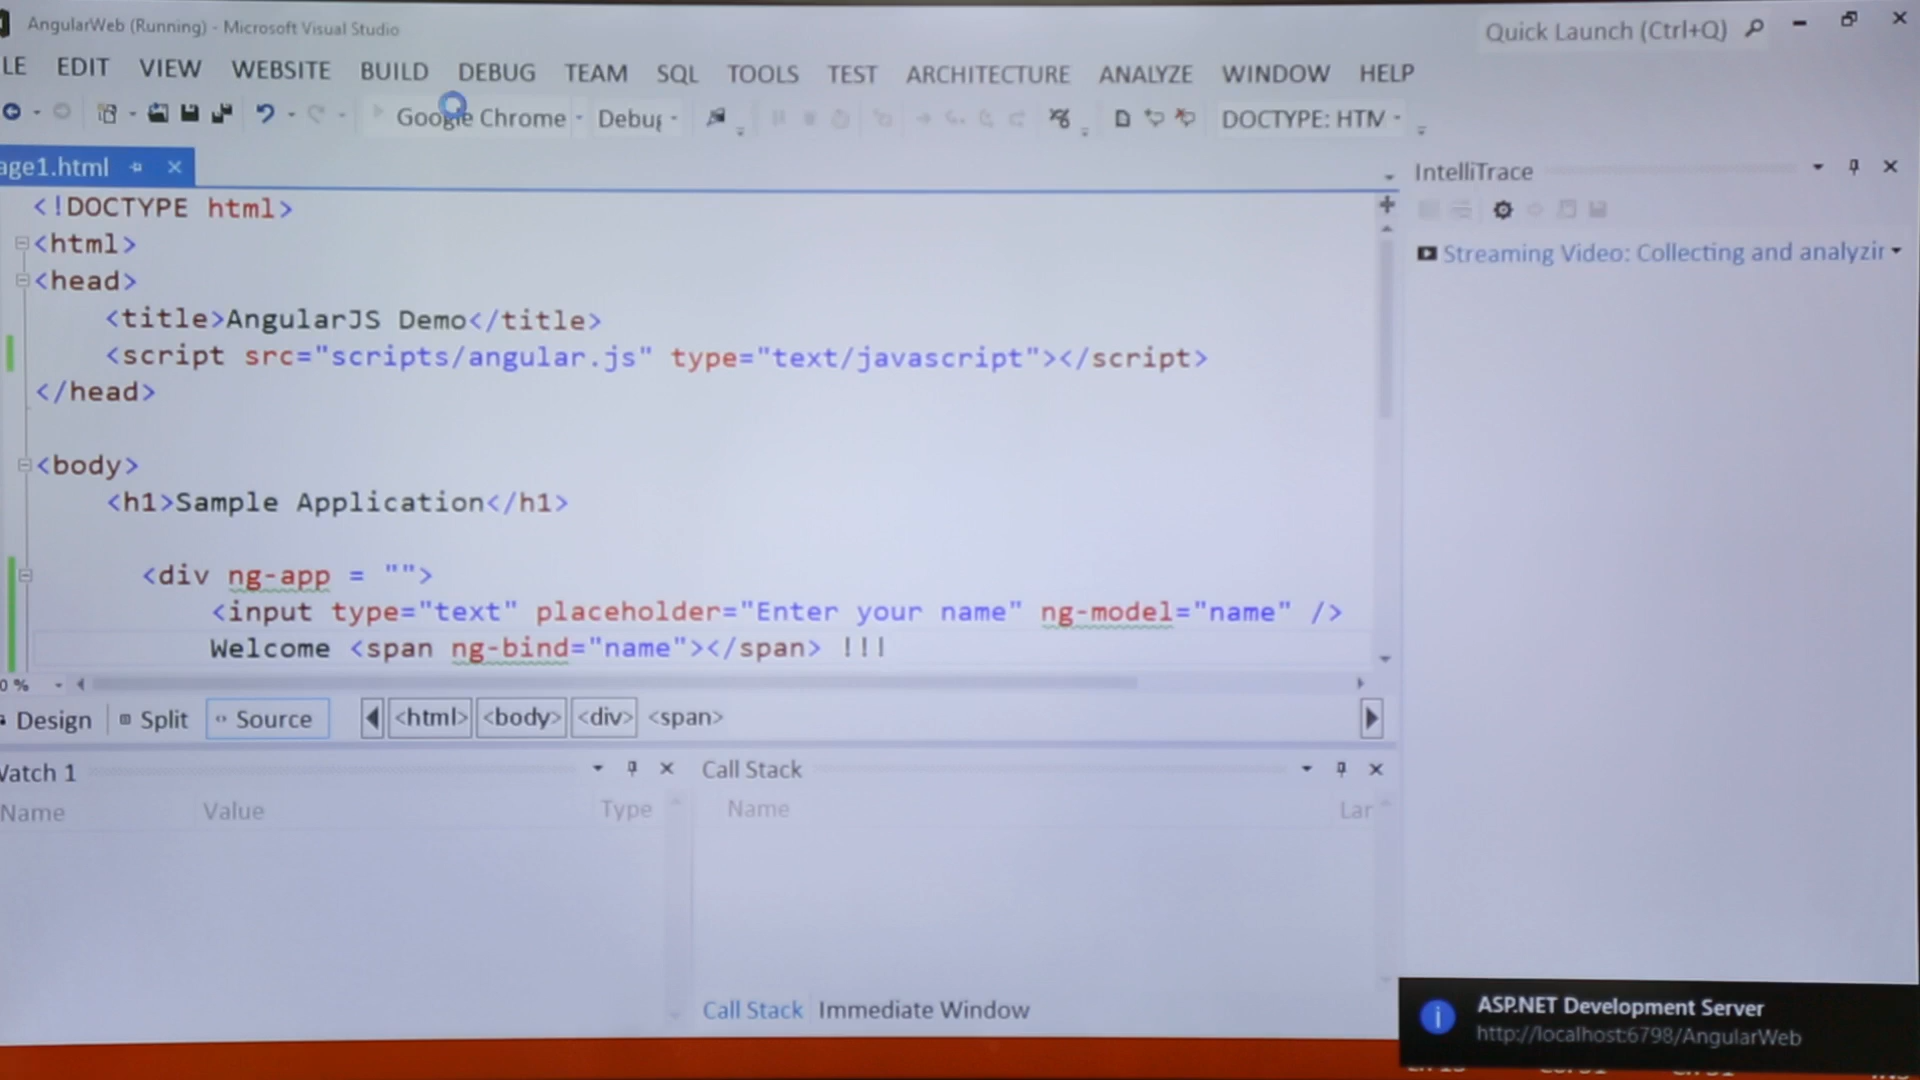 AngularWeb (Running) - Microsoft Visual Studio
Quick Launch (Ctrl+Q)
LE EDIT VIEW WEBSITE BUILD DEBUG TEAM SQL TOOLS TEST ARCHITECTURE ANALYZE WINDOW HELP
Google Chrome Debug DOCTYPE: HTM
age1.html
IntelliTrace
Streaming Video: Collecting and analyzin
<!DOCTYPE html>
<html>
<head>
<title>AngularJS Demo</title>
<script src="scripts/angular.js" type="text/javascript"></script>
</head>
<body>
<h1>Sample Application</h1>
<div ng-app = "">
<input type="text" placeholder="Enter your name" ng-model="name" />
Welcome <span ng-bind="name"></span> !!!
0 %
Design Split Source <html> <body> <div> <span>
Watch 1
Call Stack
Name Value Type
Name Lan
Call Stack Immediate Window
ASP.NET Development Server
http://localhost:6798/AngularWeb